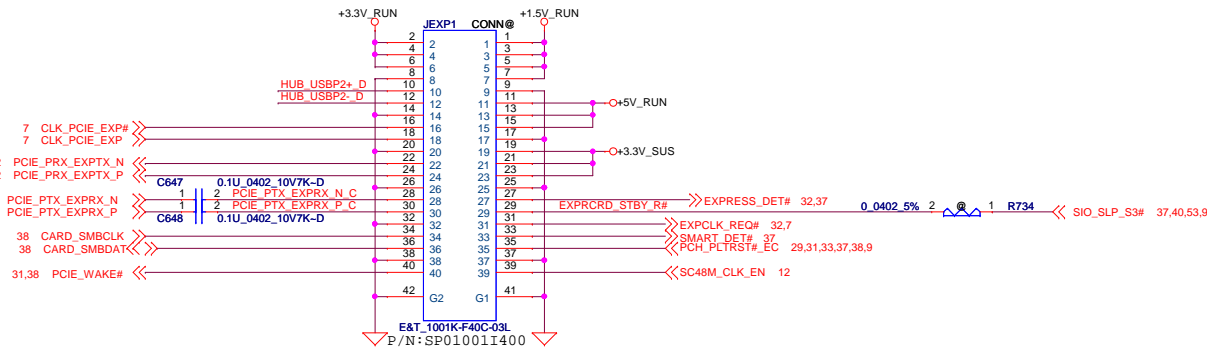 +3.3V_RUN
+1.5V_RUN
JEXP1 CONN@
2 2 1 1
4 4 3 3
6 6 5 5
8 8 7 7
HUB_USBP2+_D 10 10 9 9
HUB_USBP2-_D 12 12 11 11 +5V_RUN
14 14 13 13
7 CLK_PCIE_EXP# 16 16 15 15
7 CLK_PCIE_EXP 18 18 17 17
20 20 19 19 +3.3V_SUS
PCIE_PRX_EXPTX_N 22 22 21 21
PCIE_PRX_EXPTX_P 24 24 23 23
C647 0.1U_0402_10V7K~D 26 26 25 25
PCIE_PTX_EXPRX_N 1 2 PCIE_PTX_EXPRX_N_C 28 28 27 27 EXPRESS_DET# 32,37
PCIE_PTX_EXPRX_P 1 2 PCIE_PTX_EXPRX_P_C 30 30 29 29 EXPRCRD_STBY_R# 0_0402_5% 2 @ 1 R734 SIO_SLP_S3# 37,40,53,9
C648 0.1U_0402_10V7K~D 32 32 31 31 EXPCLK_REQ# 32,7
38 CARD_SMBCLK 34 34 33 33 SMART_DET# 37
38 CARD_SMBDAT 36 36 35 35 PCH_PLTRST#_EC 29,31,33,37,38,9
38 38 37 37
31,38 PCIE_WAKE# 40 40 39 39 SC48M_CLK_EN 12
42 G2 G1 41
E&T_1001K-F40C-03L
P/N:SP01001I400